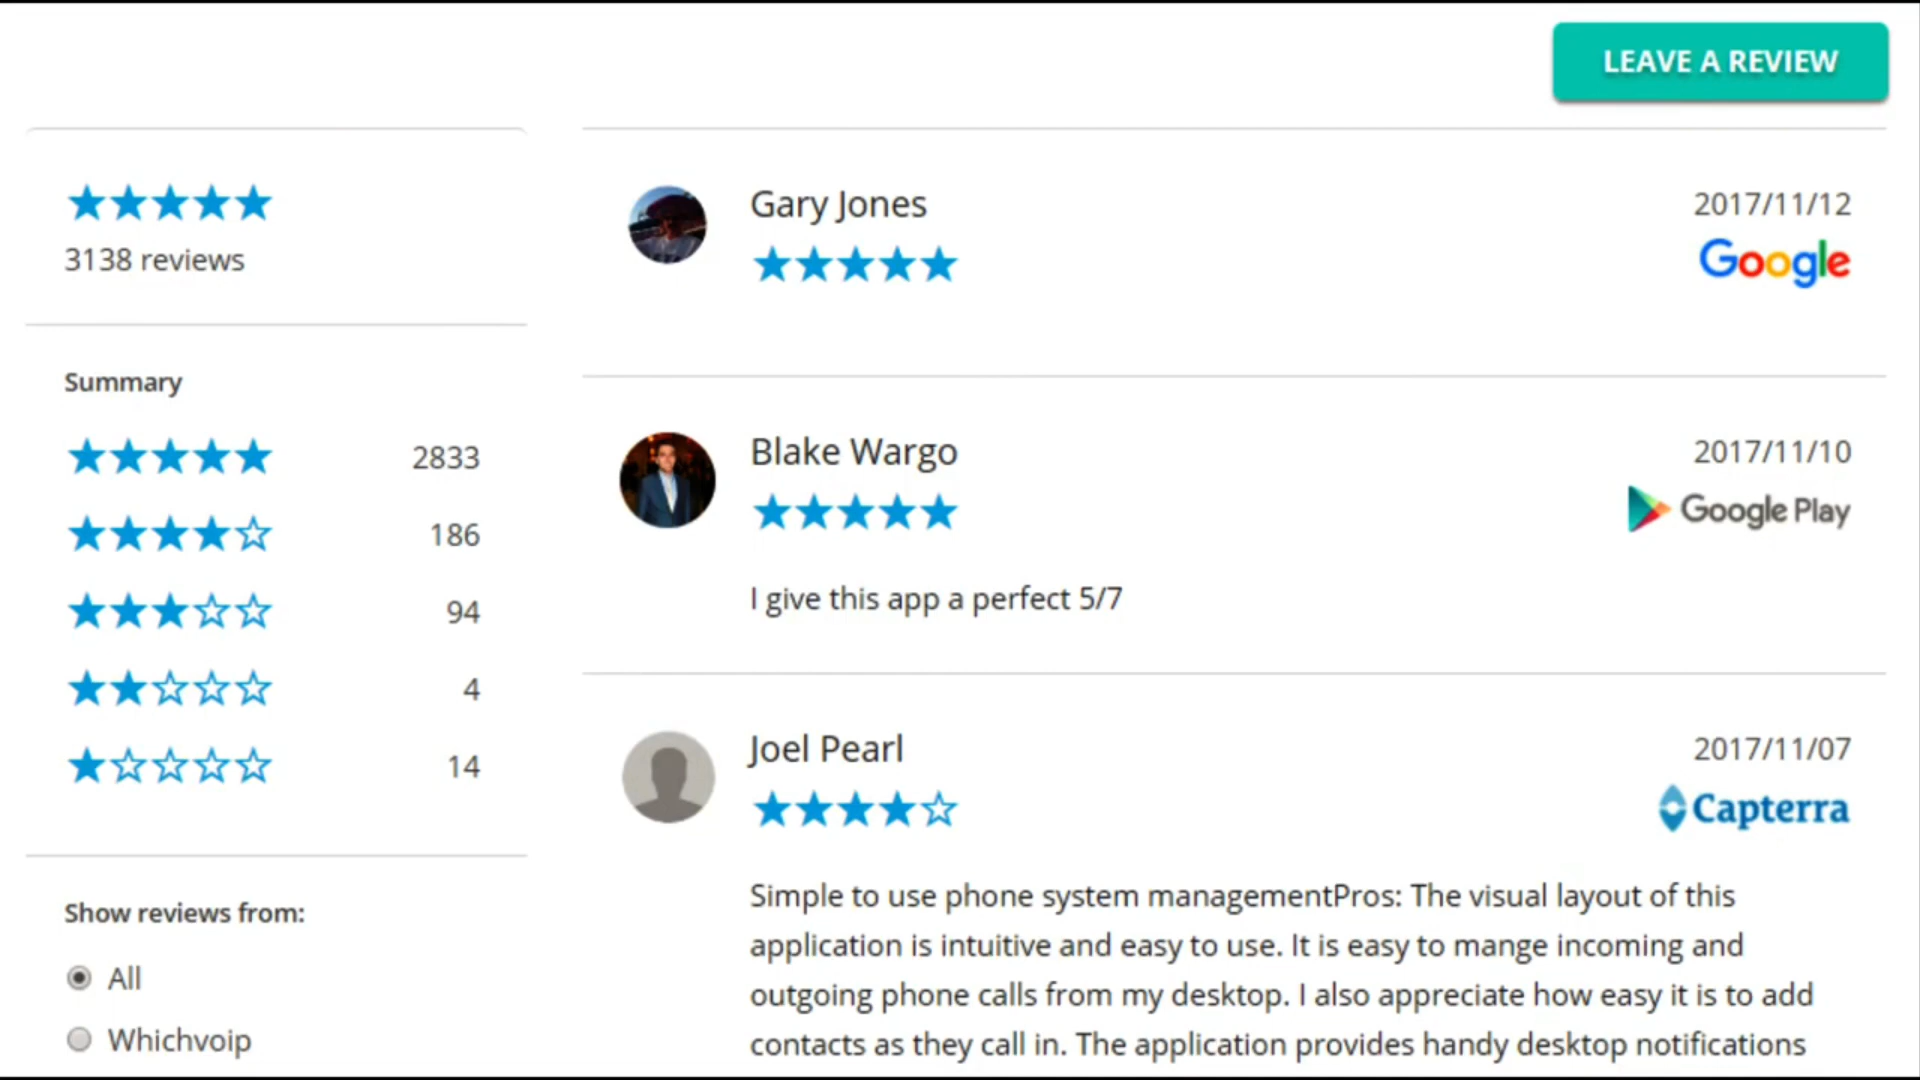 LEAVE A REVIEW
3138 reviews
Summary
2833
186
94
4
14
Show reviews from:
All
Whichvoip
Gary Jones
2017/11/12
Google
Blake Wargo
2017/11/10
Google Play
I give this app a perfect 5/7
Joel Pearl
2017/11/07
Capterra
Simple to use phone system managementPros: The visual layout of this
application is intuitive and easy to use. It is easy to mange incoming and
outgoing phone calls from my desktop. I also appreciate how easy it is to add
contacts as they call in. The application provides handy desktop notifications